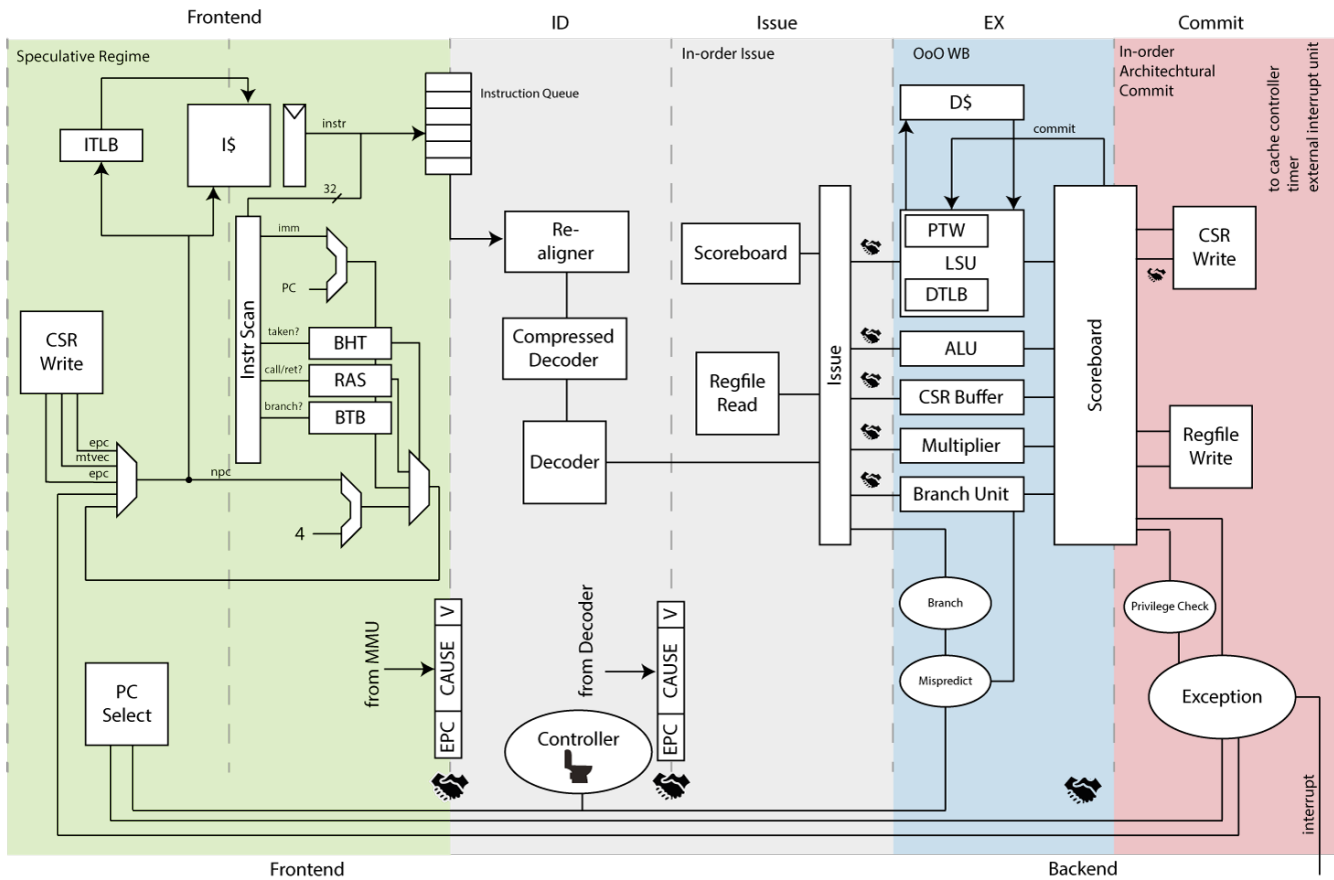 Frontend
ID
Issue
EX
Commit
Speculative Regime
In-order Issue
OoO WB
In-order
Architechtural
Commit
to cache controller
timer
external interrupt unit
ITLB
I$
instr
32
Instruction Queue
D$
commit
imm
PC
Instr Scan
taken?
BHT
call/ret?
RAS
branch?
BTB
CSR
Write
epc
mtvec
epc
npc
4
Re-
aligner
Compressed
Decoder
Decoder
Scoreboard
Regfile
Read
Issue
PTW
LSU
DTLB
ALU
CSR Buffer
Multiplier
Branch Unit
Scoreboard
CSR
Write
Regfile
Write
Branch
Mispredict
Privilege Check
Exception
interrupt
PC
Select
from MMU
EPC
CAUSE
V
from Decoder
EPC
CAUSE
V
Controller
Frontend
Backend